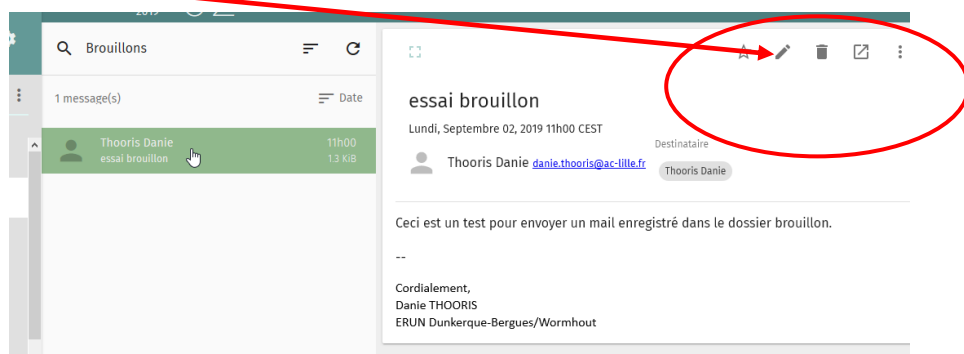 2019
Brouillons
1 message(s)
Date
Thooris Danie
11h00
essai brouillon
1.3 KiB
essai brouillon
Lundi, Septembre 02, 2019 11h00 CEST
Destinataire
Thooris Danie danie.thooris@ac-lille.fr
Thooris Danie
Ceci est un test pour envoyer un mail enregistré dans le dossier brouillon.
--
Cordialement,
Danie THOORIS
ERUN Dunkerque-Bergues/Wormhout